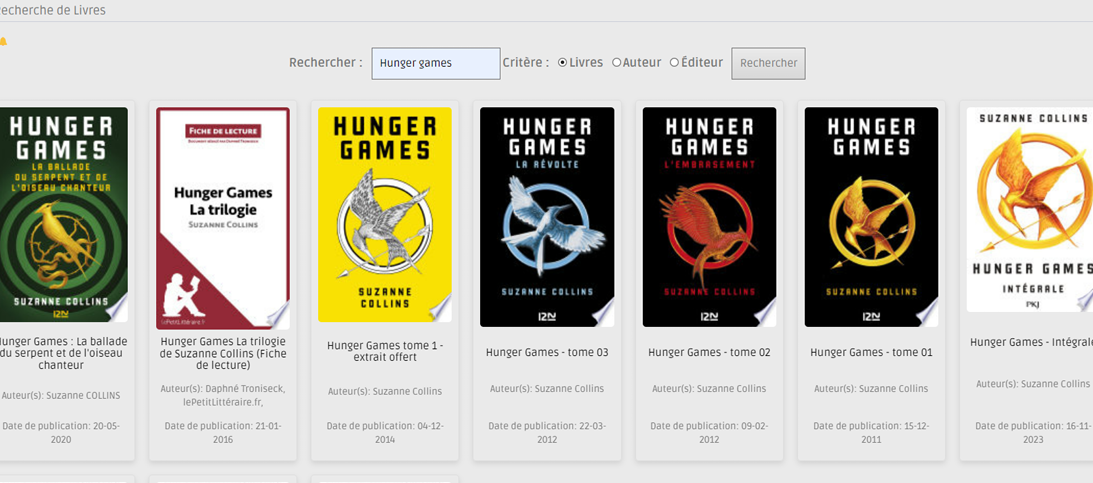 echerche de Livres
Rechercher : Hunger games Critère : Livres Auteur Éditeur Rechercher
HUNGER
GAMES
LA BALLADE
DU SERPENT ET DE
L'OISEAU CHANTEUR
SUZANNE COLLINS
12N
Hunger Games : La ballade
du serpent et de l'oiseau
chanteur
Auteur(s): Suzanne COLLINS
Date de publication: 20-05-
2020
FICHE DE LECTURE
Hunger Games
La trilogie
SUZANNE COLLINS
lePetitLittéraire.fr
Hunger Games La trilogie
de Suzanne Collins (Fiche
de lecture)
Auteur(s): Daphné Troniseck,
lePetitLittéraire.fr,
Date de publication: 21-01-
2016
HUNGER
GAMES
SUZANNE
COLLINS
Hunger Games tome 1 -
extrait offert
Auteur(s): Suzanne Collins
Date de publication: 04-12-
2014
HUNGER
GAMES
LA RÉVOLTE
SUZANNE COLLINS
12N
Hunger Games - tome 03
Auteur(s): Suzanne Collins
Date de publication: 22-03-
2012
HUNGER
GAMES
L'EMBRASEMENT
SUZANNE COLLINS
12N
Hunger Games - tome 02
Auteur(s): Suzanne Collins
Date de publication: 09-02-
2012
HUNGER
GAMES
SUZANNE COLLINS
12N
Hunger Games - tome 01
Auteur(s): Suzanne Collins
Date de publication: 15-12-
2011
SUZANNE COLLINS
HUNGER GAMES
INTÉGRALE
PKJ
Hunger Games - Intégrale
Auteur(s): Suzanne Collins
Date de publication: 16-11-
2023